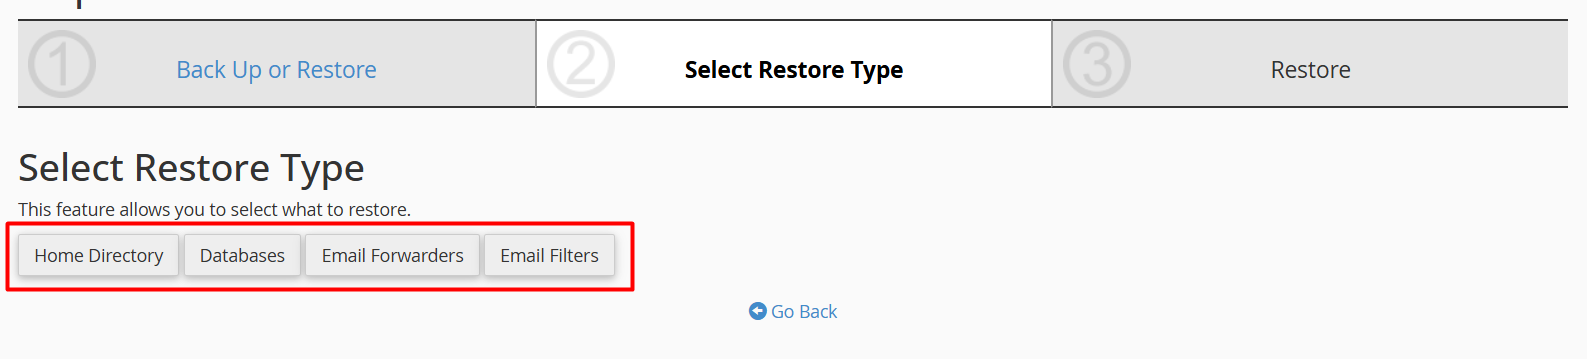 1 Back Up or Restore
2 Select Restore Type
3 Restore
Select Restore Type
This feature allows you to select what to restore.
Home Directory Databases Email Forwarders Email Filters
Go Back